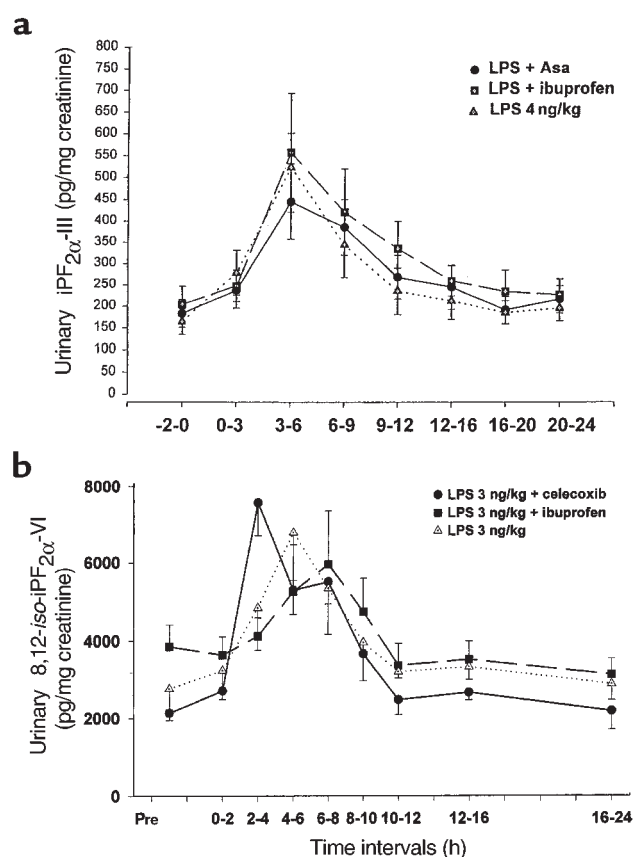 a
Urinary iPF2α-III (pg/mg creatinine)
800
750
700
650
600
550
500
450
400
350
300
250
200
150
100
50
0
LPS + Asa
LPS + ibuprofen
LPS 4 ng/kg
-2-0 0-3 3-6 6-9 9-12 12-16 16-20 20-24
b
Urinary 8,12-iso-iPF2α-VI
(pg/mg creatinine)
8000
6000
4000
2000
0
LPS 3 ng/kg + celecoxib
LPS 3 ng/kg + ibuprofen
LPS 3 ng/kg
Pre 0-2 2-4 4-6 6-8 8-10 10-12 12-16 16-24
Time intervals (h)